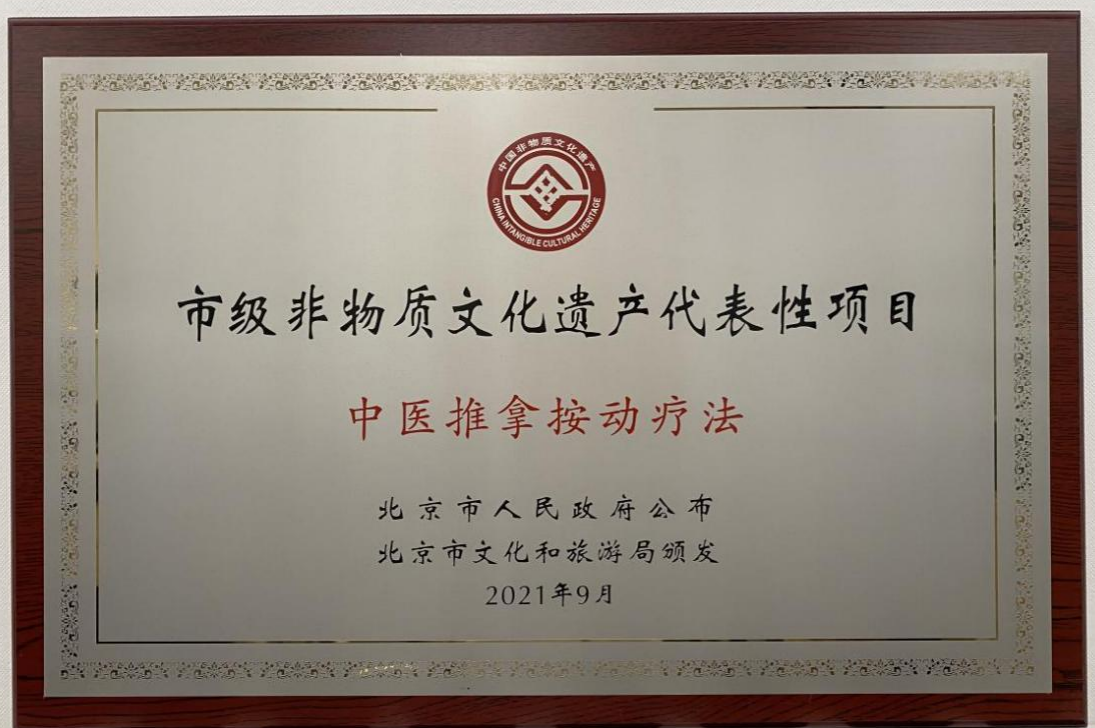 中国非物质文化遗产
CHINA INTANGIBLE CULTURAL HERITAGE
市级非物质文化遗产代表性项目
中医推拿按动疗法
北京市人民政府公布
北京市文化和旅游局颁发
2021年9月